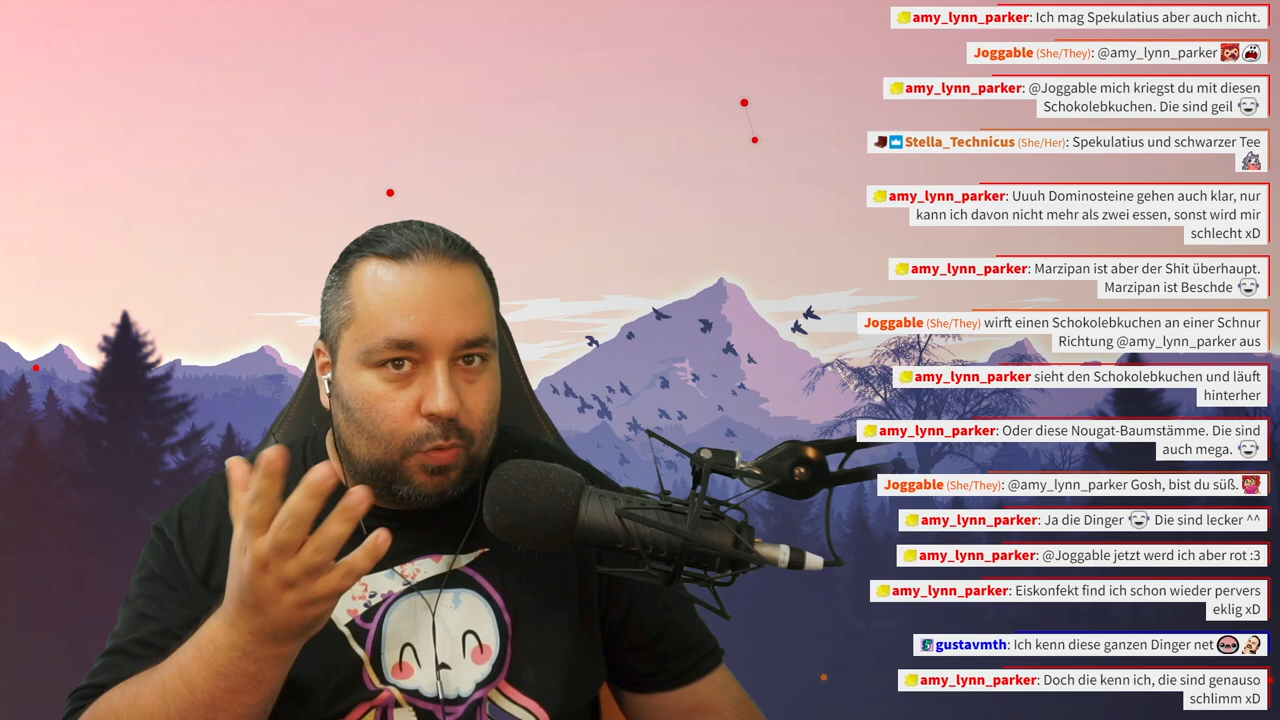 amy_lynn_parker: Ich mag Spekulatius aber auch nicht.
Joggable (She/They): @amy_lynn_parker
amy_lynn_parker: @Joggable mich kriegst du mit diesen
Schokolebkuchen. Die sind geil
Stella_Technicus (She/Her): Spekulatius und schwarzer Tee
amy_lynn_parker: Uuuh Dominosteine gehen auch klar, nur
kann ich davon nicht mehr als zwei essen, sonst wird mir
schlecht xD
amy_lynn_parker: Marzipan ist aber der Shit überhaupt.
Marzipan ist Beschde
Joggable (She/They) wirft einen Schokolebkuchen an einer Schnur
Richtung @amy_lynn_parker aus
amy_lynn_parker sieht den Schokolebkuchen und läuft
hinterher
amy_lynn_parker: Oder diese Nougat-Baumstämme. Die sind
auch mega.
Joggable (She/They): @amy_lynn_parker Gosh, bist du süß.
amy_lynn_parker: Ja die Dinger Die sind lecker ^^
amy_lynn_parker: @Joggable jetzt werd ich aber rot :3
amy_lynn_parker: Eiskonfekt find ich schon wieder pervers
eklig xD
gustavmth: Ich kenn diese ganzen Dinger net
amy_lynn_parker: Doch die kenn ich, die sind genauso
schlimm xD